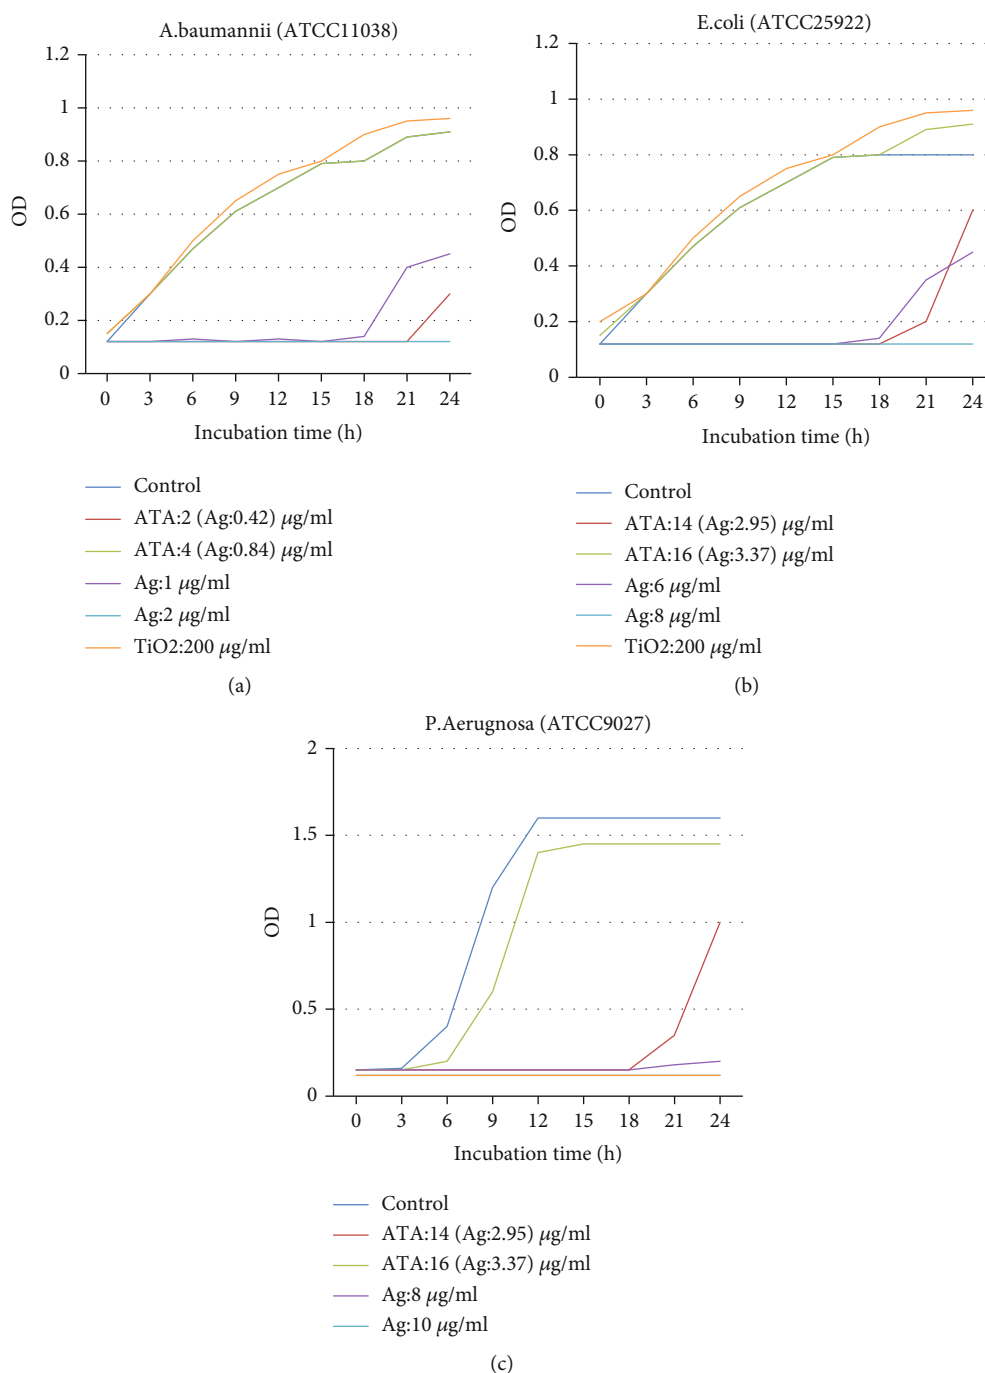 A.baumannii (ATCC11038)
1.2
1
0.8
0.6
0.4
0.2
0
OD
0 3 6 9 12 15 18 21 24
Incubation time (h)
Control
ATA:2 (Ag:0.42) μg/ml
ATA:4 (Ag:0.84) μg/ml
Ag:1 μg/ml
Ag:2 μg/ml
TiO2:200 μg/ml
(a)
E.coli (ATCC25922)
1.2
1
0.8
0.6
0.4
0.2
0
OD
0 3 6 9 12 15 18 21 24
Incubation time (h)
Control
ATA:14 (Ag:2.95) μg/ml
ATA:16 (Ag:3.37) μg/ml
Ag:6 μg/ml
Ag:8 μg/ml
TiO2:200 μg/ml
(b)
P.Aerugnosa (ATCC9027)
2
1.5
1
0.5
0
OD
0 3 6 9 12 15 18 21 24
Incubation time (h)
Control
ATA:14 (Ag:2.95) μg/ml
ATA:16 (Ag:3.37) μg/ml
Ag:8 μg/ml
Ag:10 μg/ml
(c)